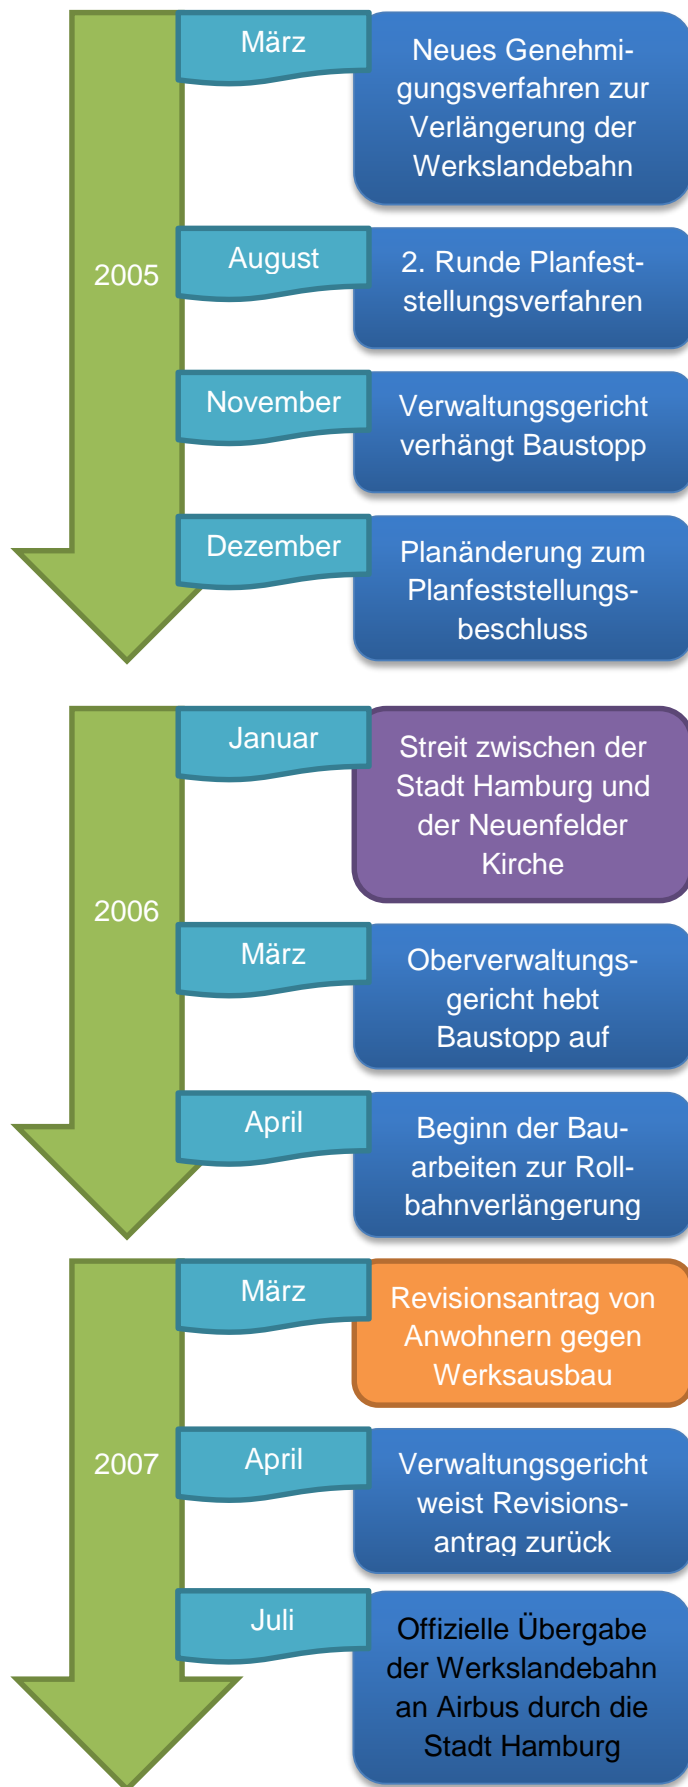 2005
März
Neues Genehmi-
gungsverfahren zur
Verlängerung der
Werkslandebahn
August
2. Runde Planfest-
stellungsverfahren
November
Verwaltungsgericht
verhängt Baustopp
Dezember
Planänderung zum
Planfeststellungs-
beschluss
2006
Januar
Streit zwischen der
Stadt Hamburg und
der Neuenfelder
Kirche
März
Oberverwaltungs-
gericht hebt
Baustopp auf
April
Beginn der Bau-
arbeiten zur Roll-
bahnverlängerung
2007
März
Revisionsantrag von
Anwohnern gegen
Werksausbau
April
Verwaltungsgericht
weist Revisions-
antrag zurück
Juli
Offizielle Übergabe
der Werkslandebahn
an Airbus durch die
Stadt Hamburg